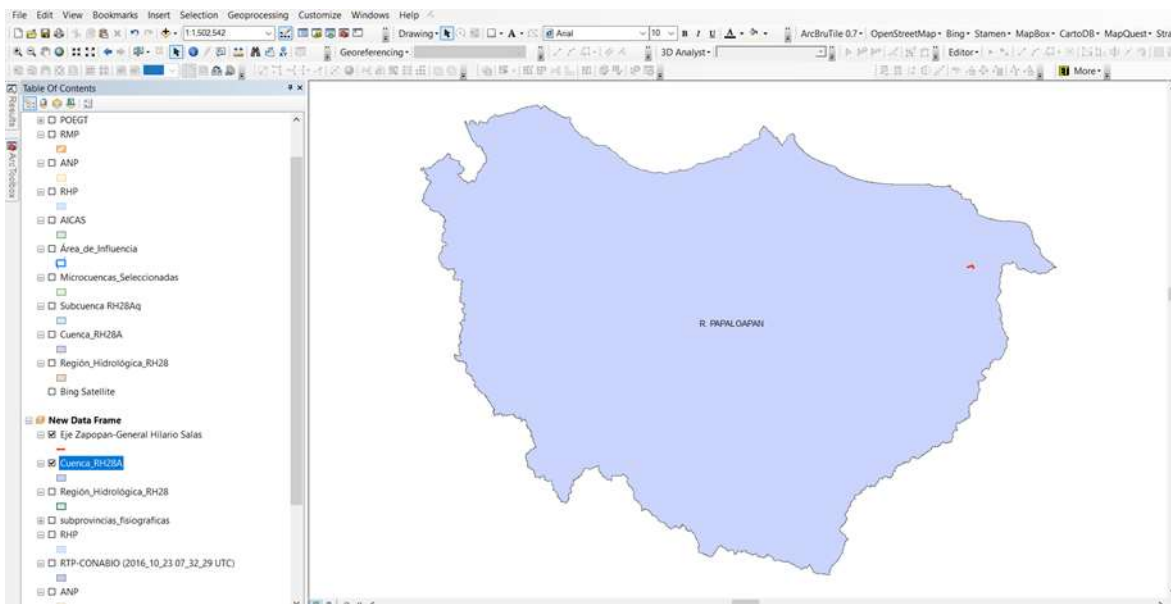 File Edit View Bookmarks Insert Selection Geoprocessing Customize Windows Help
1:1,502,542 Drawing 10 B I U A ArcBruTile 0.7 OpenStreetMap Bing Stamen MapBox CartoDB MapQuest
Georeferencing 3D Analyst Editor
More
Results
ArcToolbox
Table Of Contents
POEGT
RMP
ANP
RHP
AICAS
Área_de_Influencia
Microcuencas_Seleccionadas
Subcuenca RH28Aq
Cuenca_RH28A
Región_Hidrológica_RH28
Bing Satellite
New Data Frame
Eje Zapopan-General Hilario Salas
Cuenca_RH28A
Región_Hidrológica_RH28
subprovincias_fisiograficas
RHP
RTP-CONABIO (2016_10_23 07_32_29 UTC)
ANP
R. PAPALOAPAN